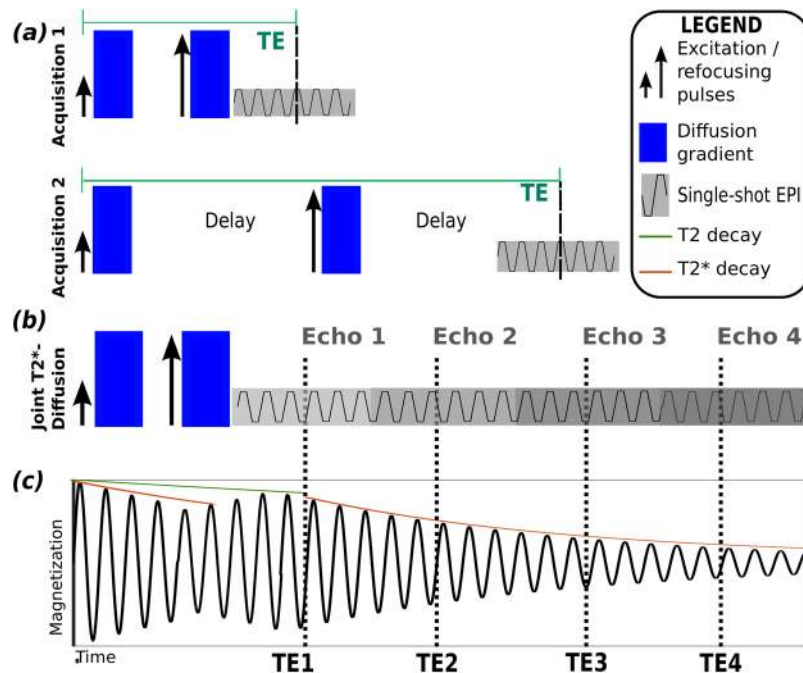 (a)
Acquisition 1
TE
LEGEND
Excitation /
refocusing
pulses
Diffusion
gradient
Single-shot EPI
T2 decay
T2* decay
Acquisition 2
Delay
Delay
TE
(b)
Joint T2*-
Diffusion
Echo 1
Echo 2
Echo 3
Echo 4
(c)
Magnetization
Time
TE1
TE2
TE3
TE4